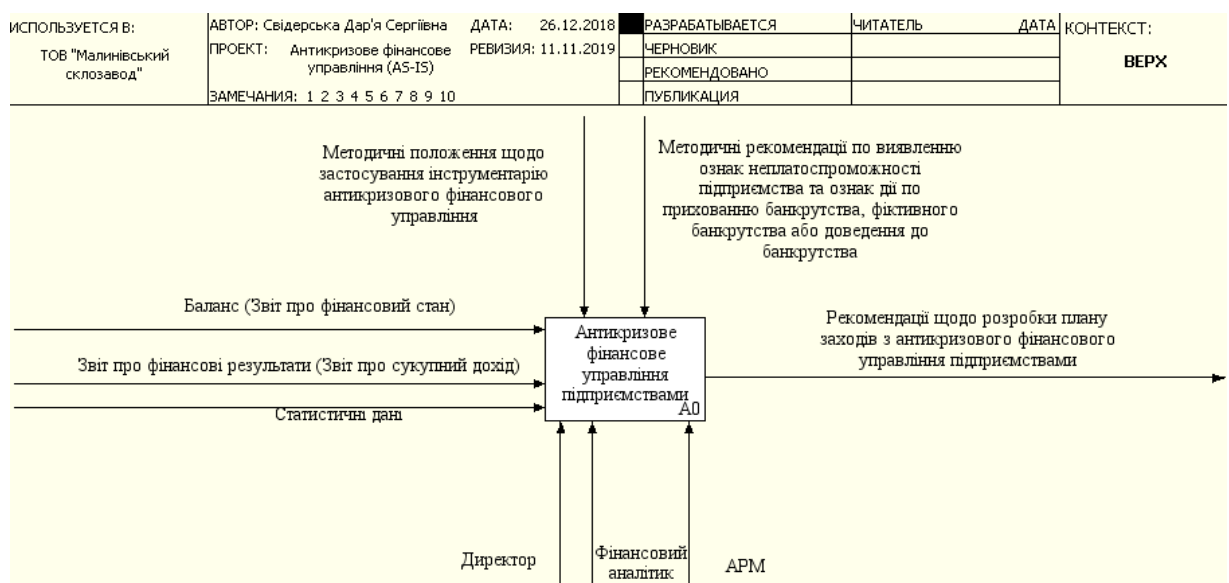 ИСПОЛЬЗУЕТСЯ В:
ТОВ "Малинівський
склозавод"
АВТОР: Свідерська Дар'я Сергіївна
ДАТА: 26.12.2018
ПРОЕКТ: Антикризове фінансове
управління (AS-IS)
РЕВИЗИЯ: 11.11.2019
ЗАМЕЧАНИЯ: 1 2 3 4 5 6 7 8 9 10
РАЗРАБАТЫВАЕТСЯ
ЧЕРНОВИК
РЕКОМЕНДОВАНО
ПУБЛИКАЦИЯ
ЧИТАТЕЛЬ
ДАТА
КОНТЕКСТ:
ВЕРХ
Методичні положення щодо
застосування інструментарію
антикризового фінансового
управління
Методичні рекомендації по виявленню
ознак неплатоспроможності
підприємства та ознак дії по
прихованню банкрутства, фіктивного
банкрутства або доведення до
банкрутства
Баланс (Звіт про фінансовий стан)
Звіт про фінансові результати (Звіт про сукупний дохід)
Статистичні дані
Антикризове
фінансове
управління
підприємствами
A0
Рекомендації щодо розробки плану
заходів з антикризового фінансового
управління підприємствами
Директор
Фінансовий
аналітик
АРМ